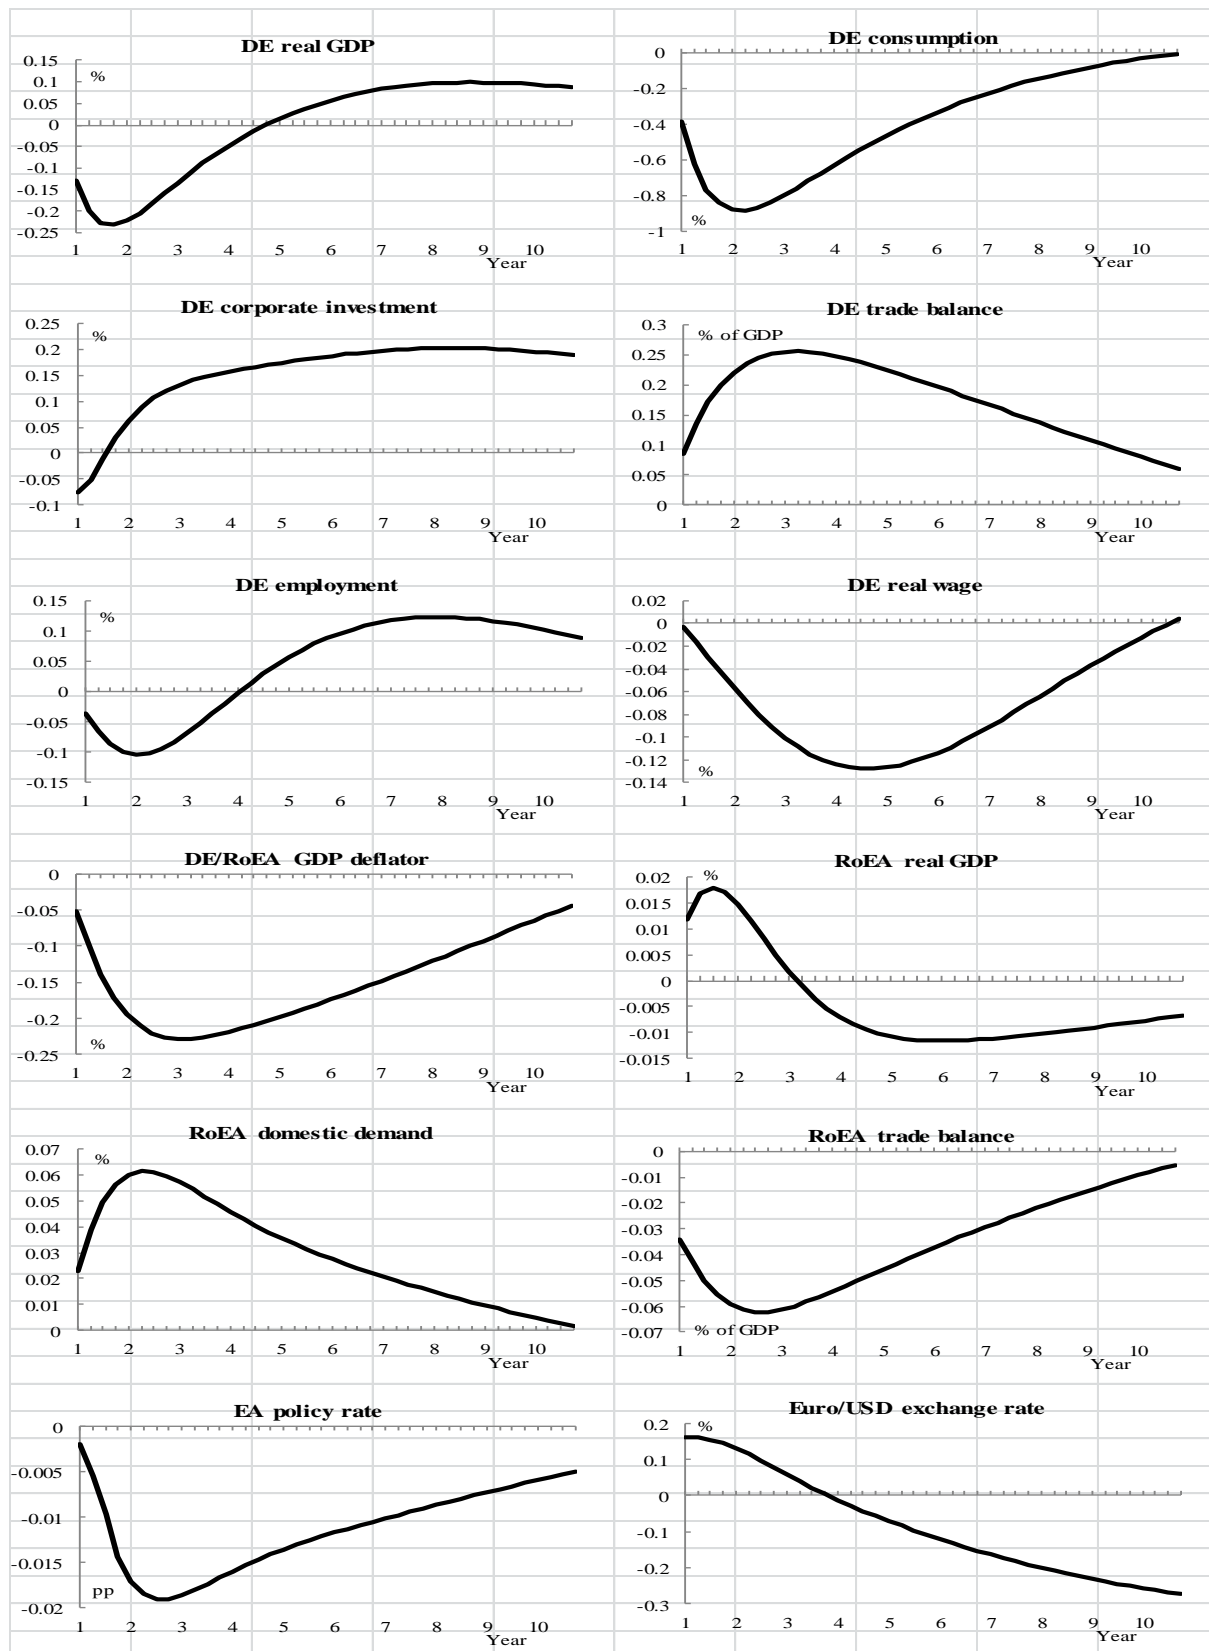 DE real GDP
0.15
%
0.1
0.05
0
-0.05
-0.1
-0.15
-0.2
-0.25
1 2 3 4 5 6 7 8 9 10
Year
DE consumption
0
-0.2
-0.4
-0.6
-0.8
%
-1
1 2 3 4 5 6 7 8 9 10
Year
DE corporate investment
0.25
%
0.2
0.15
0.1
0.05
0
-0.05
-0.1
1 2 3 4 5 6 7 8 9 10
Year
DE trade balance
0.3
% of GDP
0.25
0.2
0.15
0.1
0.05
0
1 2 3 4 5 6 7 8 9 10
Year
DE employment
0.15
%
0.1
0.05
0
-0.05
-0.1
-0.15
1 2 3 4 5 6 7 8 9 10
Year
DE real wage
0.02
0
-0.02
-0.04
-0.06
-0.08
-0.1
-0.12
%
-0.14
1 2 3 4 5 6 7 8 9 10
Year
DE/RoEA GDP deflator
0
-0.05
-0.1
-0.15
-0.2
%
-0.25
1 2 3 4 5 6 7 8 9 10
Year
RoEA real GDP
%
0.02
0.015
0.01
0.005
0
-0.005
-0.01
-0.015
1 2 3 4 5 6 7 8 9 10
Year
RoEA domestic demand
0.07
%
0.06
0.05
0.04
0.03
0.02
0.01
0
1 2 3 4 5 6 7 8 9 10
Year
RoEA trade balance
0
-0.01
-0.02
-0.03
-0.04
-0.05
-0.06
-0.07
% of GDP
1 2 3 4 5 6 7 8 9 10
Year
EA policy rate
0
-0.005
-0.01
-0.015
pp
-0.02
1 2 3 4 5 6 7 8 9 10
Year
Euro/USD exchange rate
0.2
%
0.1
0
-0.1
-0.2
-0.3
1 2 3 4 5 6 7 8 9 10
Year